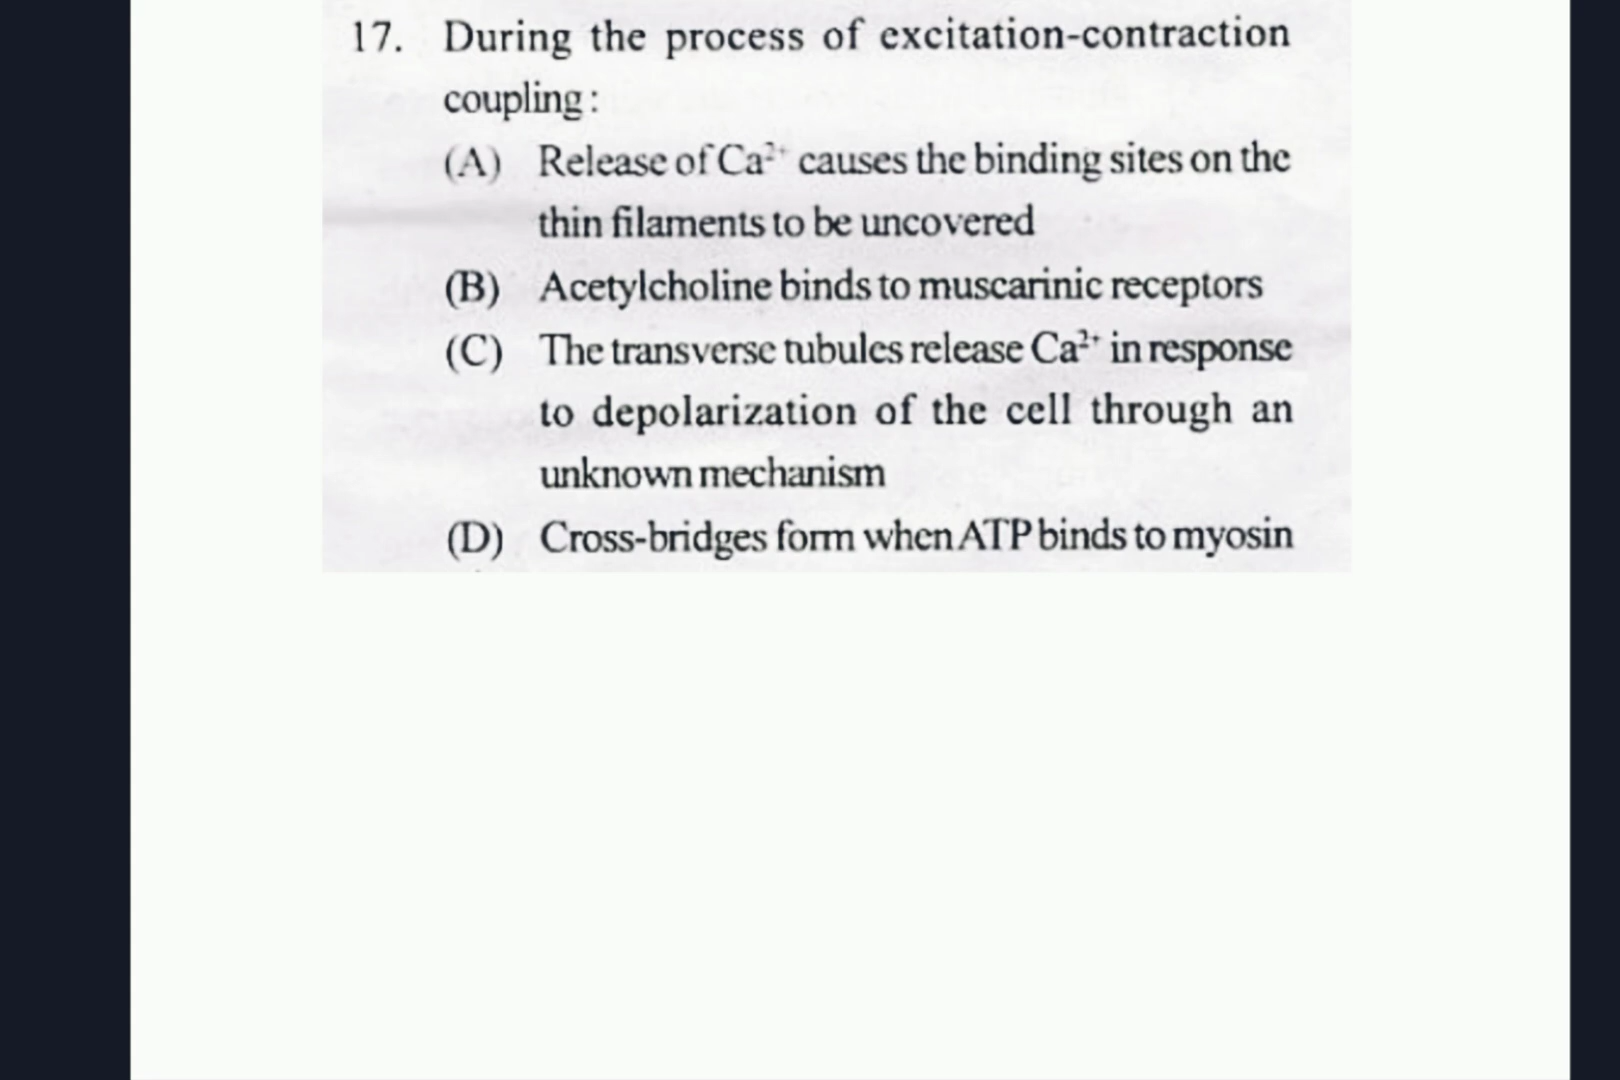 17. During the process of excitation-contraction
coupling :
(A) Release of Ca²⁺ causes the binding sites on the
thin filaments to be uncovered
(B) Acetylcholine binds to muscarinic receptors
(C) The transverse tubules release Ca²⁺ in response
to depolarization of the cell through an
unknown mechanism
(D) Cross-bridges form when ATP binds to myosin